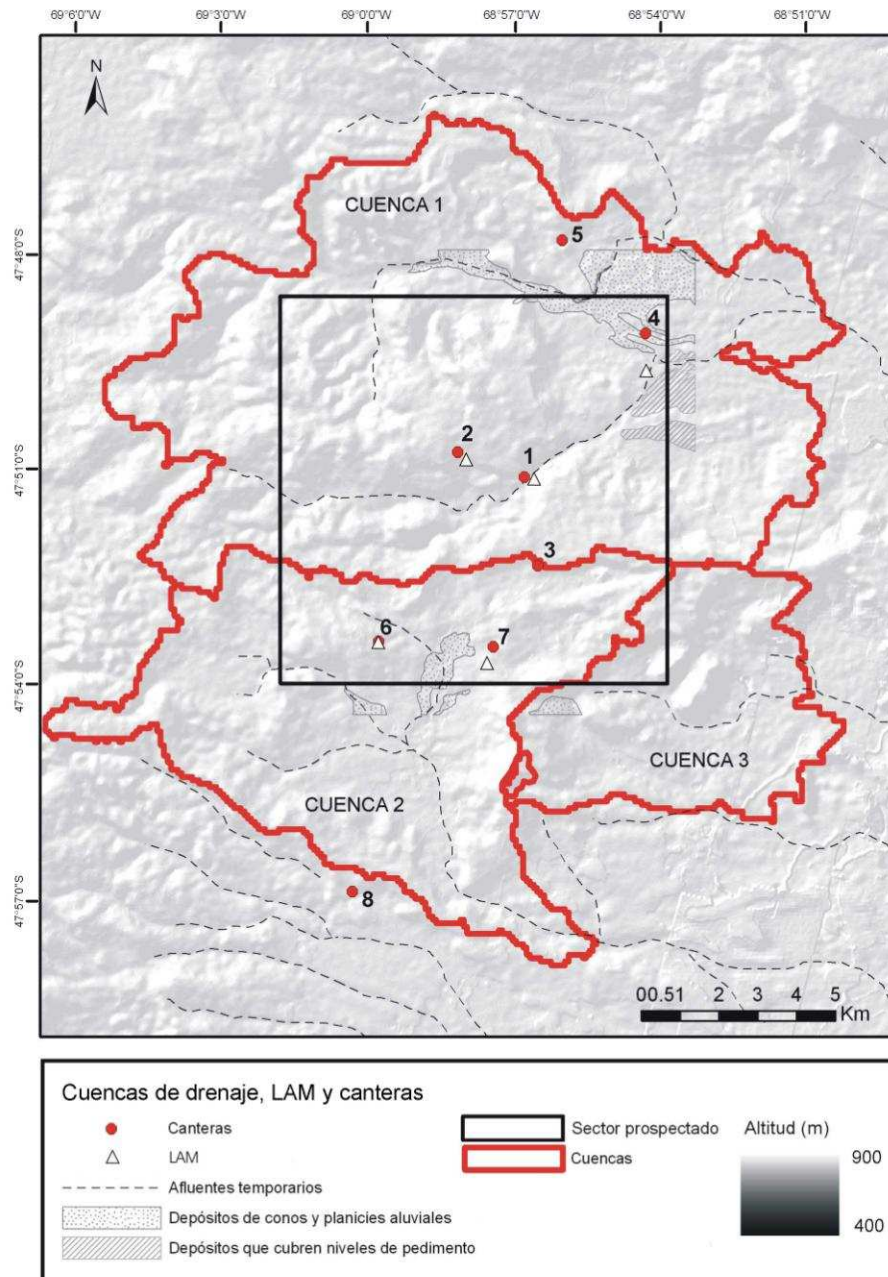 69°6'0"W 69°3'0"W 69°0'0"W 68°57'0"W 68°54'0"W 68°51'0"W
N
CUENCA 1
5
47°48'0"S
4
2
1
47°51'0"S
3
6
7
47°54'0"S
CUENCA 3
CUENCA 2
47°57'0"S
8
00.51 2 3 4 5
Km
Cuencas de drenaje, LAM y canteras
Canteras
Sector prospectado
Altitud (m)
LAM
Cuencas
900
Afluentes temporarios
Depósitos de conos y planicies aluviales
400
Depósitos que cubren niveles de pedimento